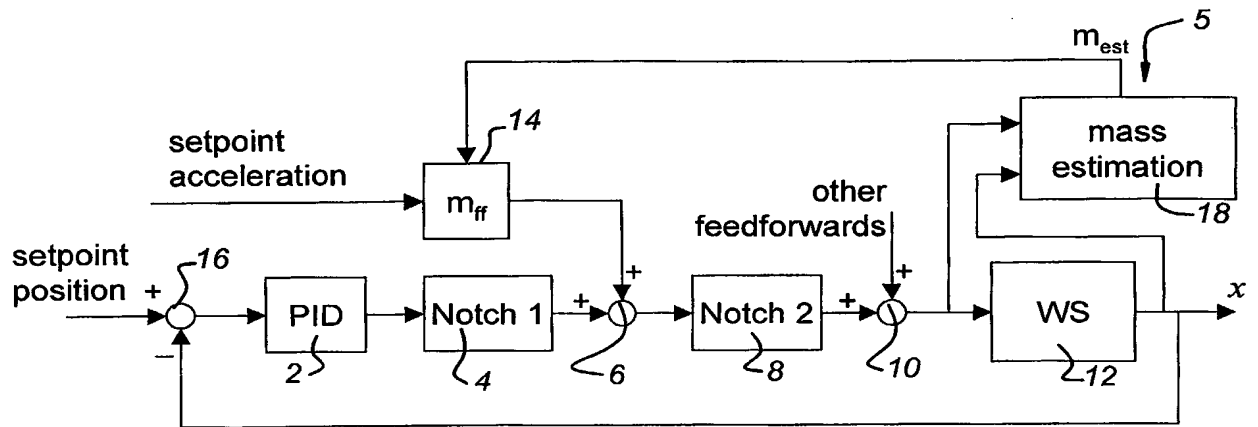 5
m_est
14
setpoint
acceleration
m_ff
mass
estimation
18
other
feedforwards
setpoint
position
+
16
−
PID
2
Notch 1
4
+
+
6
Notch 2
8
+
+
10
WS
12
x